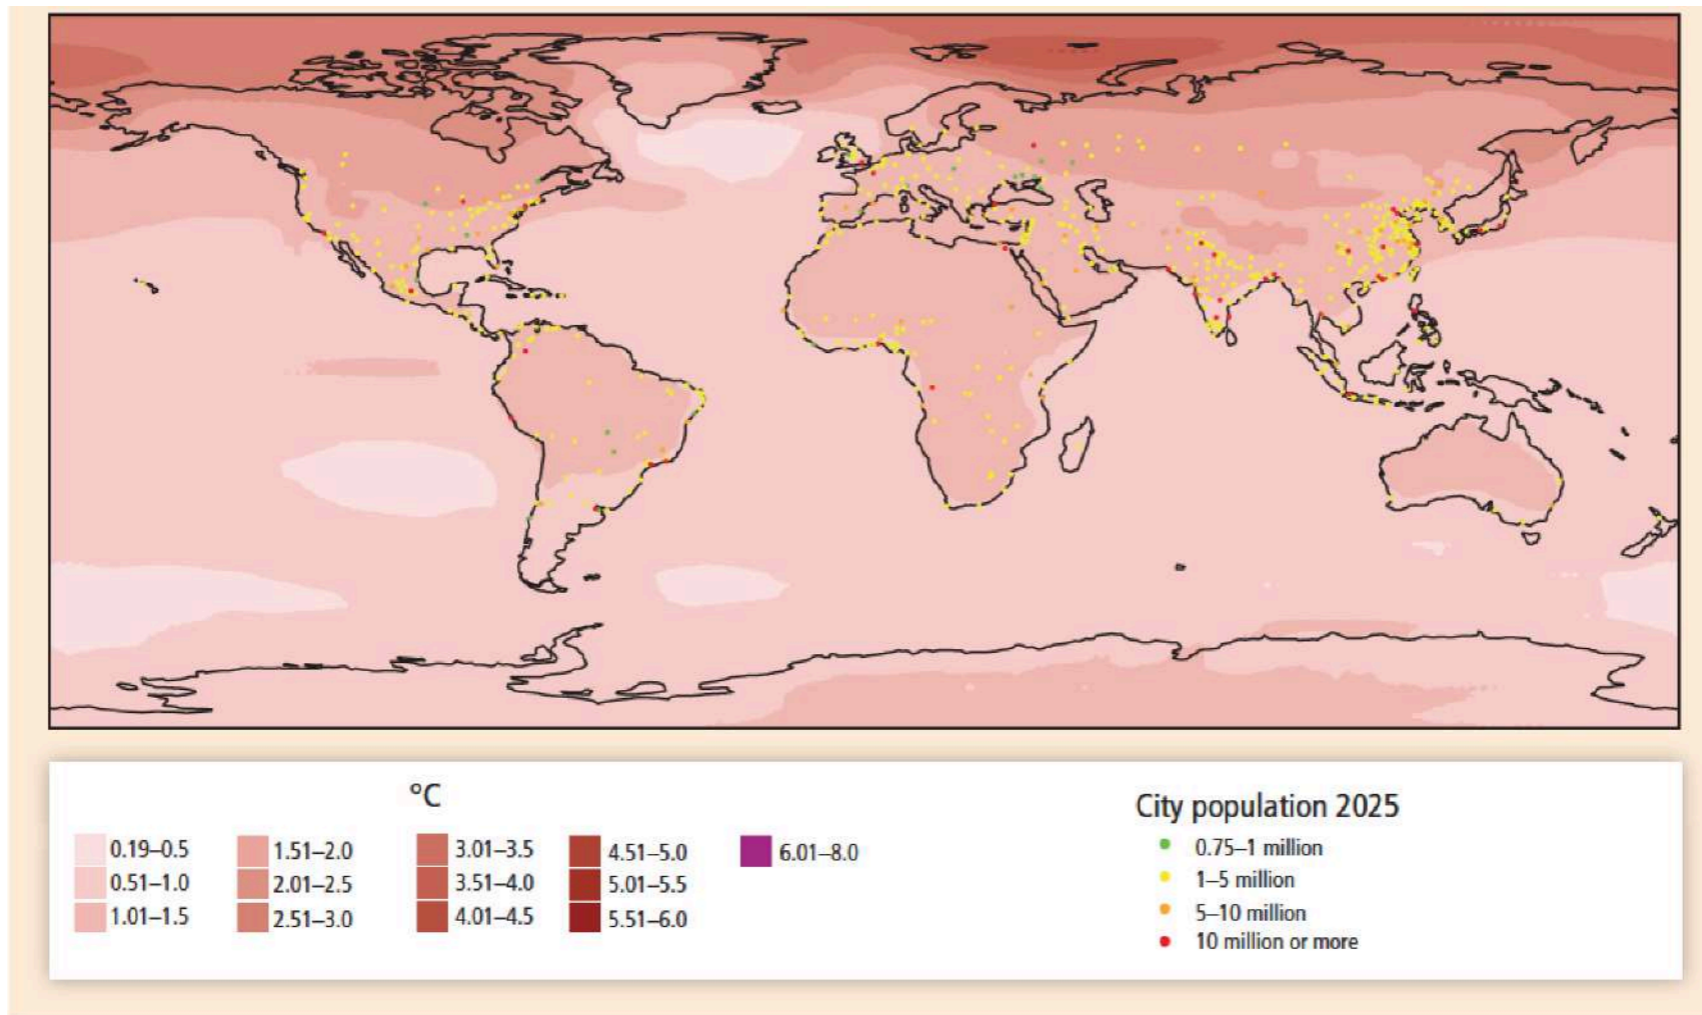 °C
0.19–0.5
0.51–1.0
1.01–1.5
1.51–2.0
2.01–2.5
2.51–3.0
3.01–3.5
3.51–4.0
4.01–4.5
4.51–5.0
5.01–5.5
5.51–6.0
6.01–8.0
City population 2025
0.75–1 million
1–5 million
5–10 million
10 million or more